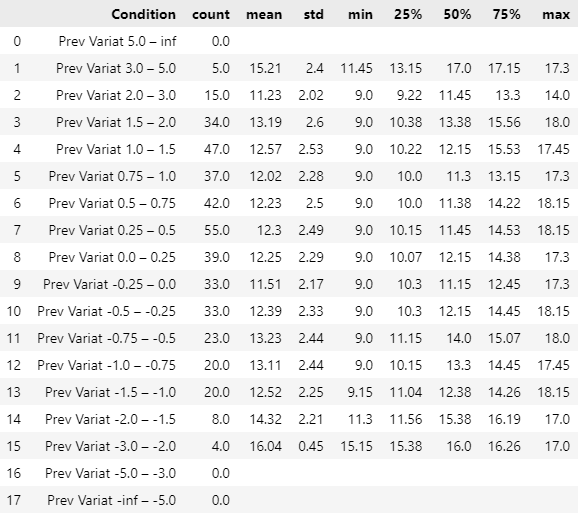 Condition count mean std min 25% 50% 75% max
0 Prev Variat 5.0 – inf 0.0
1 Prev Variat 3.0 – 5.0 5.0 15.21 2.4 11.45 13.15 17.0 17.15 17.3
2 Prev Variat 2.0 – 3.0 15.0 11.23 2.02 9.0 9.22 11.45 13.3 14.0
3 Prev Variat 1.5 – 2.0 34.0 13.19 2.6 9.0 10.38 13.38 15.56 18.0
4 Prev Variat 1.0 – 1.5 47.0 12.57 2.53 9.0 10.22 12.15 15.53 17.45
5 Prev Variat 0.75 – 1.0 37.0 12.02 2.28 9.0 10.0 11.3 13.15 17.3
6 Prev Variat 0.5 – 0.75 42.0 12.23 2.5 9.0 10.0 11.38 14.22 18.15
7 Prev Variat 0.25 – 0.5 55.0 12.3 2.49 9.0 10.15 11.45 14.53 18.15
8 Prev Variat 0.0 – 0.25 39.0 12.25 2.29 9.0 10.07 12.15 14.38 17.3
9 Prev Variat -0.25 – 0.0 33.0 11.51 2.17 9.0 10.3 11.15 12.45 17.3
10 Prev Variat -0.5 – -0.25 33.0 12.39 2.33 9.0 10.3 12.15 14.45 18.15
11 Prev Variat -0.75 – -0.5 23.0 13.23 2.44 9.0 11.15 14.0 15.07 18.0
12 Prev Variat -1.0 – -0.75 20.0 13.11 2.44 9.0 10.15 13.3 14.45 17.45
13 Prev Variat -1.5 – -1.0 20.0 12.52 2.25 9.15 11.04 12.38 14.26 18.15
14 Prev Variat -2.0 – -1.5 8.0 14.32 2.21 11.3 11.56 15.38 16.19 17.0
15 Prev Variat -3.0 – -2.0 4.0 16.04 0.45 15.15 15.38 16.0 16.26 17.0
16 Prev Variat -5.0 – -3.0 0.0
17 Prev Variat -inf – -5.0 0.0